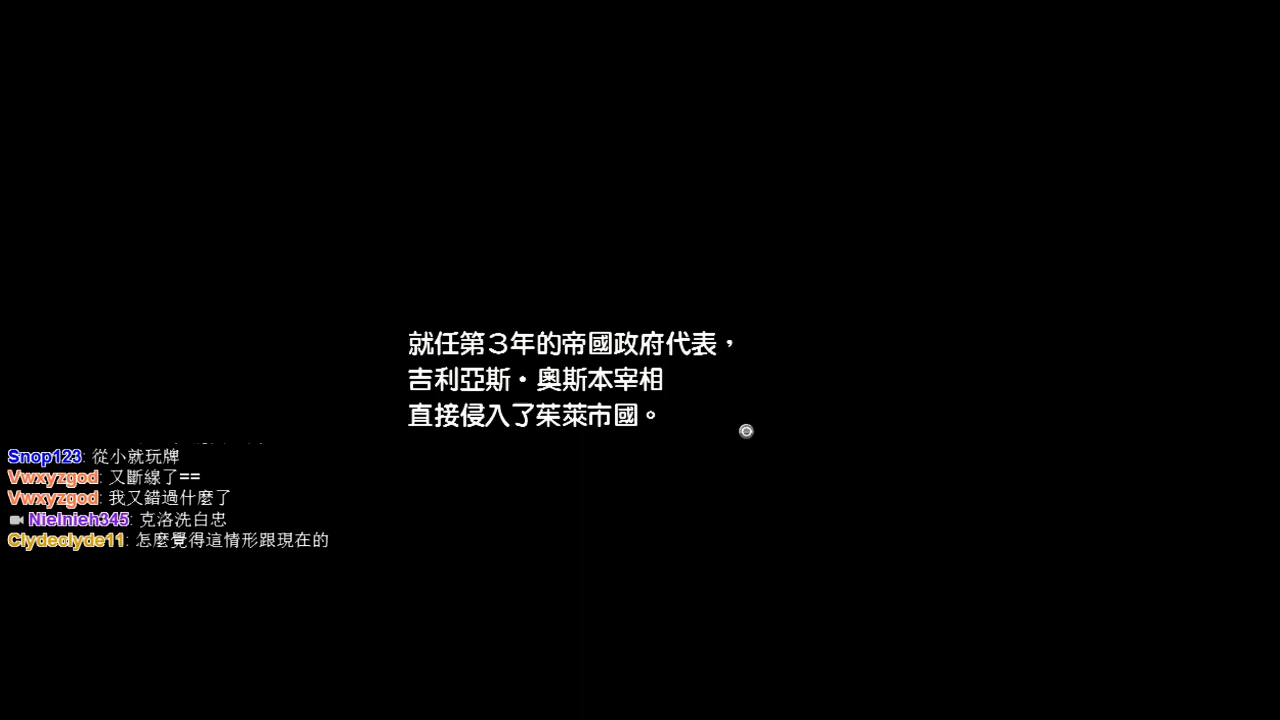 就任第３年的帝國政府代表，
吉利亞斯・奧斯本宰相
直接侵入了茱萊市國。
Snop123: 從小就玩牌
Vwxyzgod: 又斷線了==
Vwxyzgod: 我又錯過什麼了
Nielnieh345: 克洛洗白忠
Clydeclyde11: 怎麼覺得這情形跟現在的